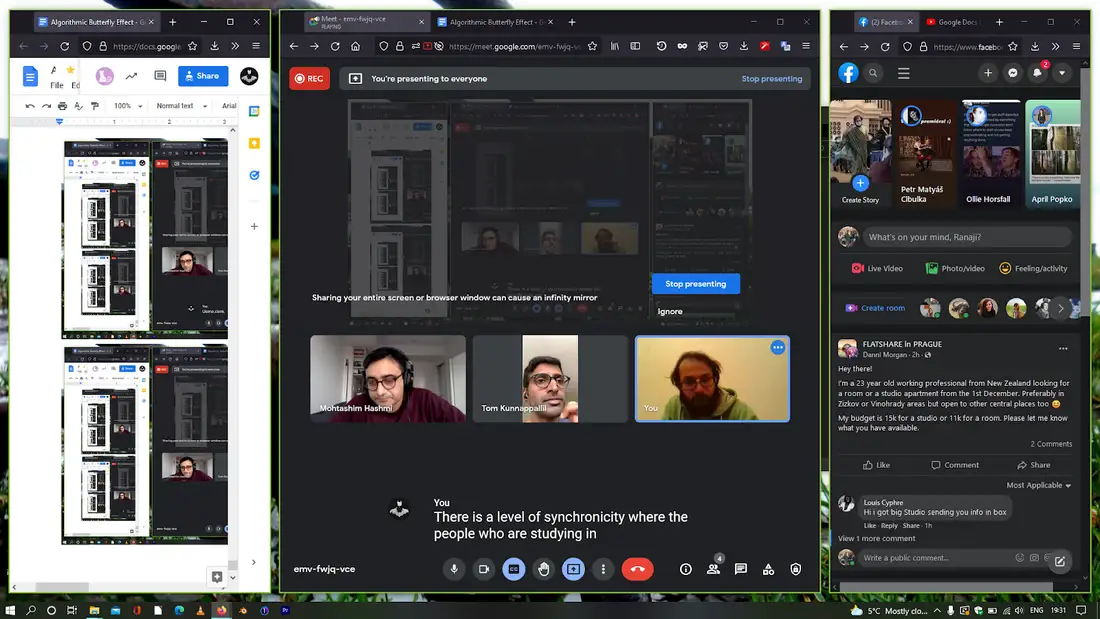 Algorithmic Butterfly Effect -
https://docs.google
A
File
Ed
Share
100%
Normal text
Arial
1
2
Meet - emv-fwjq-vce
PLAYING
Algorithmic Butterfly Effect - G
https://meet.google.com/emv-fwjq-v
REC
You're presenting to everyone
Stop presenting
Sharing your entire screen or browser window can cause an infinity mirror
Stop presenting
Ignore
Mohtashim Hashmi
Tom Kunnappallil
You
You
There is a level of synchronicity where the
people who are studying in
emv-fwjq-vce
4
(2) Facebook
Google Docs
https://www.facebo
2
Create Story
premiéra! :)
Petr Matyáš
Cibulka
Ollie Horsfall
April Popko
What's on your mind, Ranaji?
Live Video
Photo/video
Feeling/activity
Create room
FLATSHARE in PRAGUE
Danni Morgan · 2h ·
Hey there!
I'm a 23 year old working professional from New Zealand looking for
a room or a studio apartment from the 1st December. Preferably in
Zizkov or Vinohrady areas but open to other central places too 😄
My budget is 15k for a studio or 11k for a room. Please let me know
what you have available.
2 Comments
Like
Comment
Share
Most Applicable
Louis Cyphre
Hi i got big Studio sending you info in box
Like · Reply · Share · 1h
View 1 more comment
Write a public comment...
5°C Mostly clo...
ENG
19:31